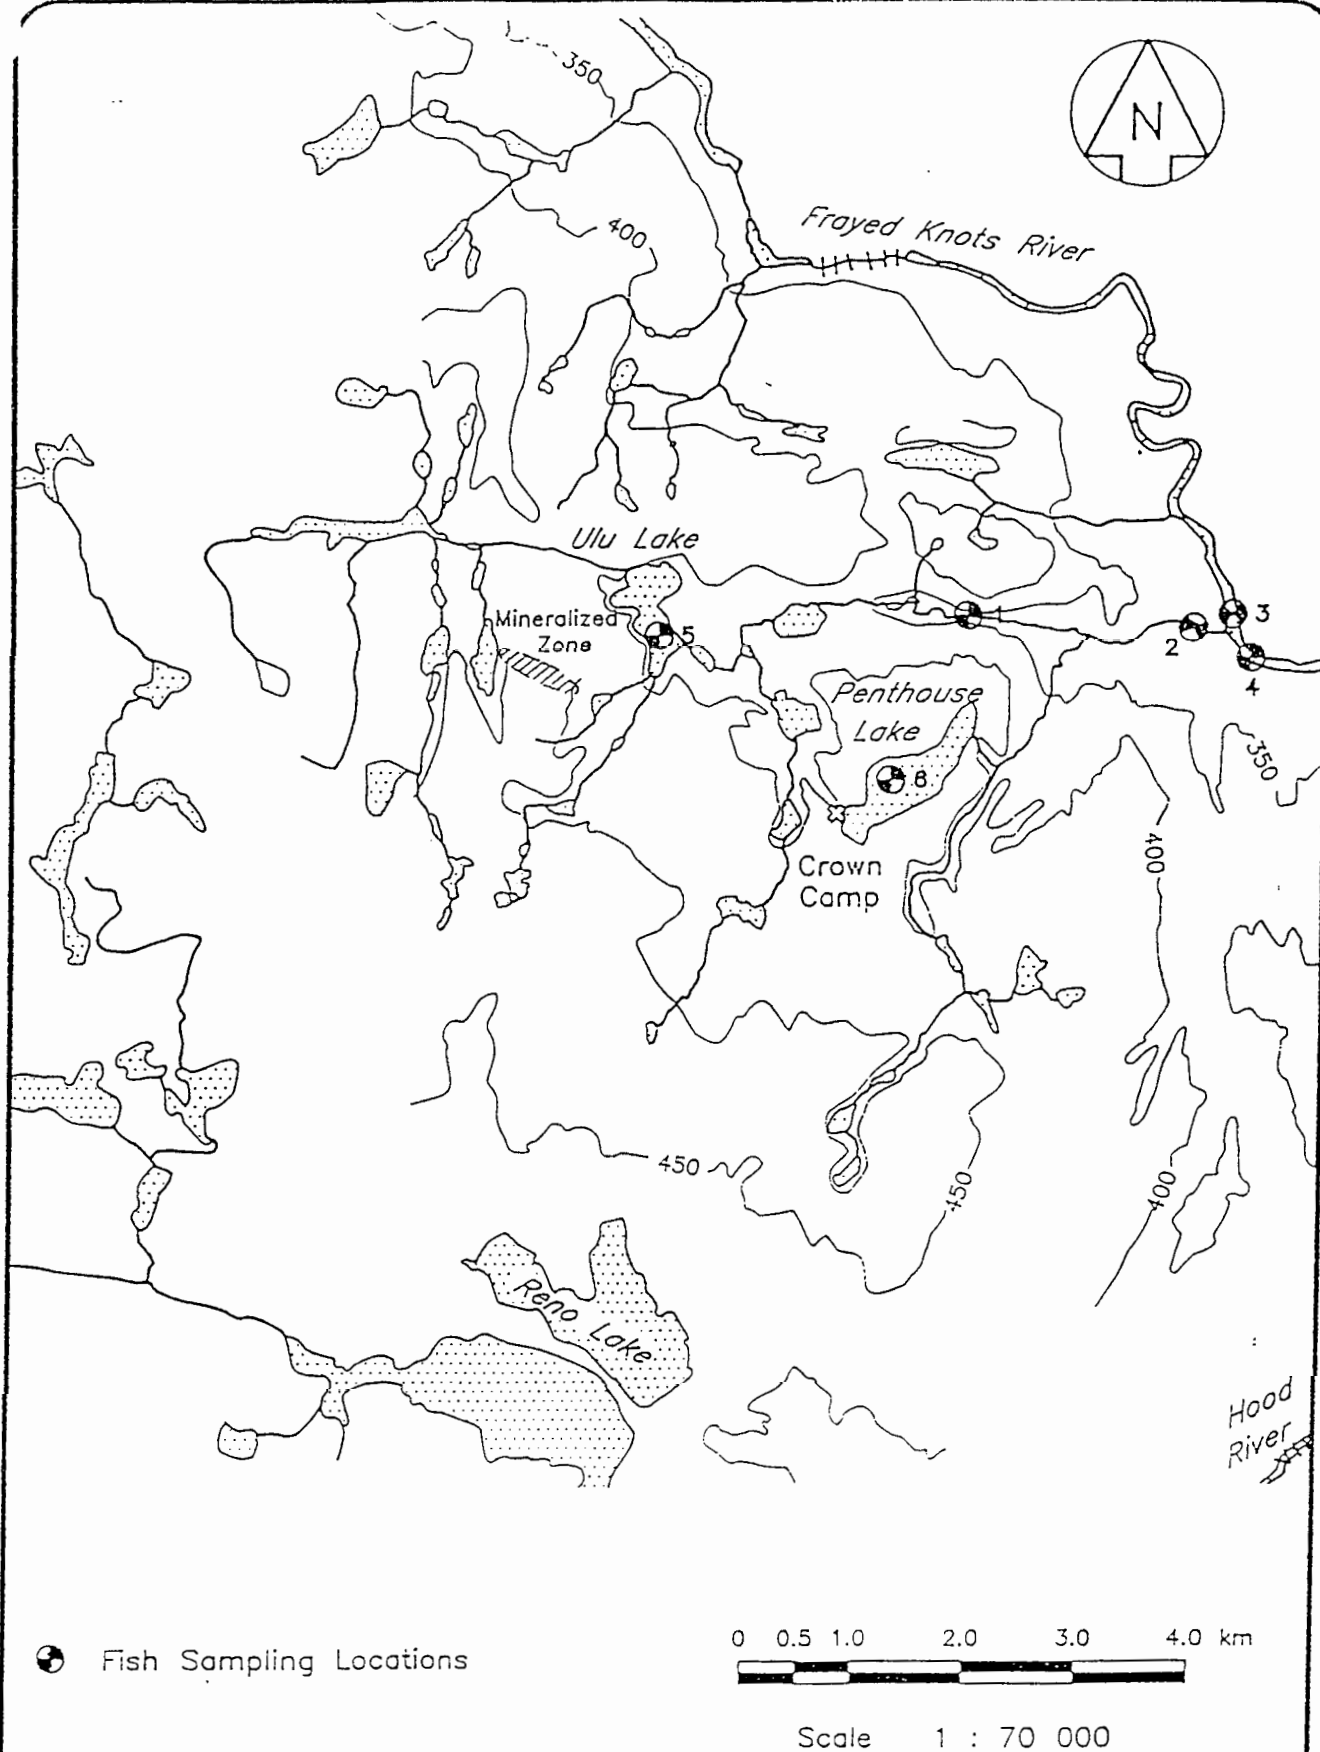 350
N
400
Frayed Knots River
Ulu Lake
Mineralized
Zone
5
1
3
2
4
Penthouse
Lake
350
8
400
Crown
Camp
450
450
400
Reno Lake
Hood
River
0 0.5 1.0 2.0 3.0 4.0 km
Fish Sampling Locations
Scale 1 : 70 000